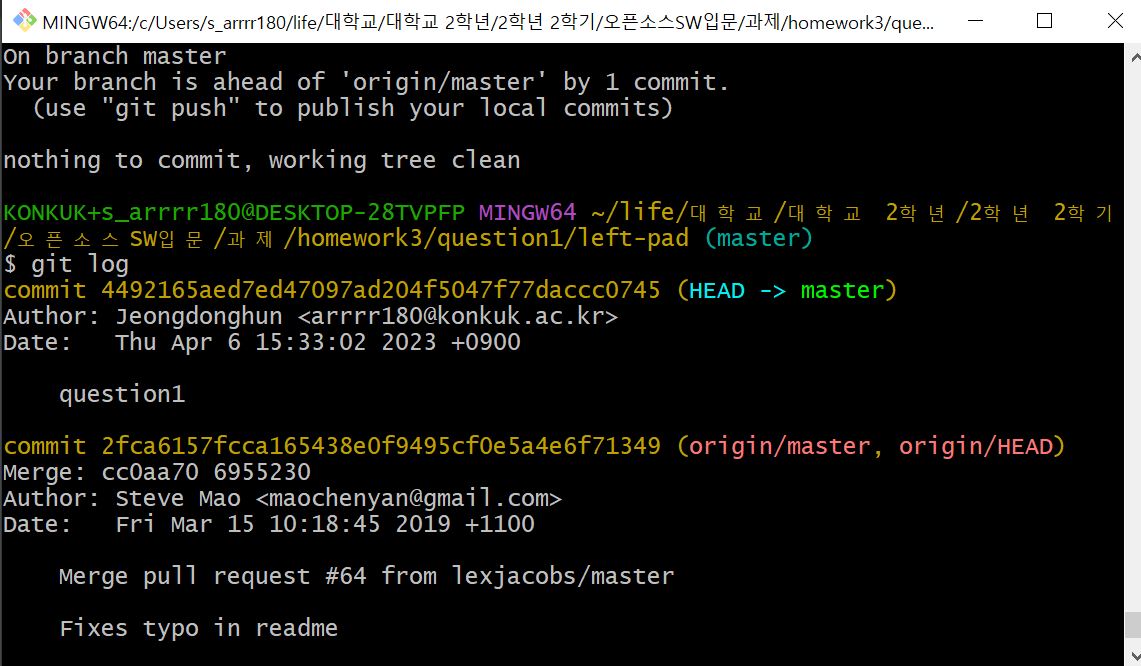 MINGW64:/c/Users/s_arrrr180/life/대학교/대학교 2학년/2학년 2학기/오픈소스SW입문/과제/homework3/que...
On branch master
Your branch is ahead of 'origin/master' by 1 commit.
  (use "git push" to publish your local commits)
nothing to commit, working tree clean
KONKUK+s_arrrr180@DESKTOP-28TVPFP MINGW64 ~/life/대학교/대학교 2학년/2학년 2학기
/오픈소스SW입문/과제/homework3/question1/left-pad (master)
$ git log
commit 4492165aed7ed47097ad204f5047f77daccc0745 (HEAD -> master)
Author: Jeongdonghun <arrrr180@konkuk.ac.kr>
Date:   Thu Apr 6 15:33:02 2023 +0900
    question1
commit 2fca6157fcca165438e0f9495cf0e5a4e6f71349 (origin/master, origin/HEAD)
Merge: cc0aa70 6955230
Author: Steve Mao <maochenyan@gmail.com>
Date:   Fri Mar 15 10:18:45 2019 +1100
    Merge pull request #64 from lexjacobs/master
    Fixes typo in readme